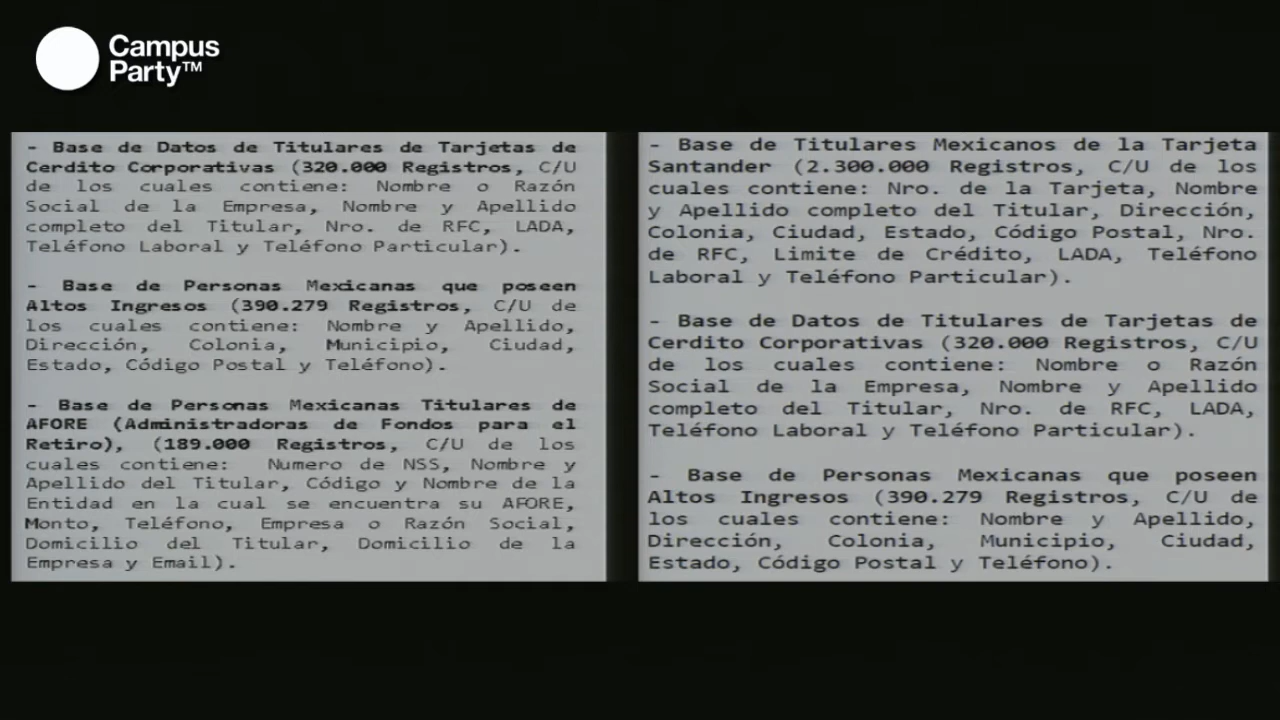 Campus
Party™
- Base de Datos de Titulares de Tarjetas de
Cerdito Corporativas (320.000 Registros, C/U
de los cuales contiene: Nombre o Razón
Social de la Empresa, Nombre y Apellido
completo del Titular, Nro. de RFC, LADA,
Teléfono Laboral y Teléfono Particular).
- Base de Personas Mexicanas que poseen
Altos Ingresos (390.279 Registros, C/U de
los cuales contiene: Nombre y Apellido,
Dirección, Colonia, Municipio, Ciudad,
Estado, Código Postal y Teléfono).
- Base de Personas Mexicanas Titulares de
AFORE (Administradoras de Fondos para el
Retiro), (189.000 Registros, C/U de los
cuales contiene: Numero de NSS, Nombre y
Apellido del Titular, Código y Nombre de la
Entidad en la cual se encuentra su AFORE,
Monto, Teléfono, Empresa o Razón Social,
Domicilio del Titular, Domicilio de la
Empresa y Email).
- Base de Titulares Mexicanos de la Tarjeta
Santander (2.300.000 Registros, C/U de los
cuales contiene: Nro. de la Tarjeta, Nombre
y Apellido completo del Titular, Dirección,
Colonia, Ciudad, Estado, Código Postal, Nro.
de RFC, Limite de Crédito, LADA, Teléfono
Laboral y Teléfono Particular).
- Base de Datos de Titulares de Tarjetas de
Cerdito Corporativas (320.000 Registros, C/U
de los cuales contiene: Nombre o Razón
Social de la Empresa, Nombre y Apellido
completo del Titular, Nro. de RFC, LADA,
Teléfono Laboral y Teléfono Particular).
- Base de Personas Mexicanas que poseen
Altos Ingresos (390.279 Registros, C/U de
los cuales contiene: Nombre y Apellido,
Dirección, Colonia, Municipio, Ciudad,
Estado, Código Postal y Teléfono).